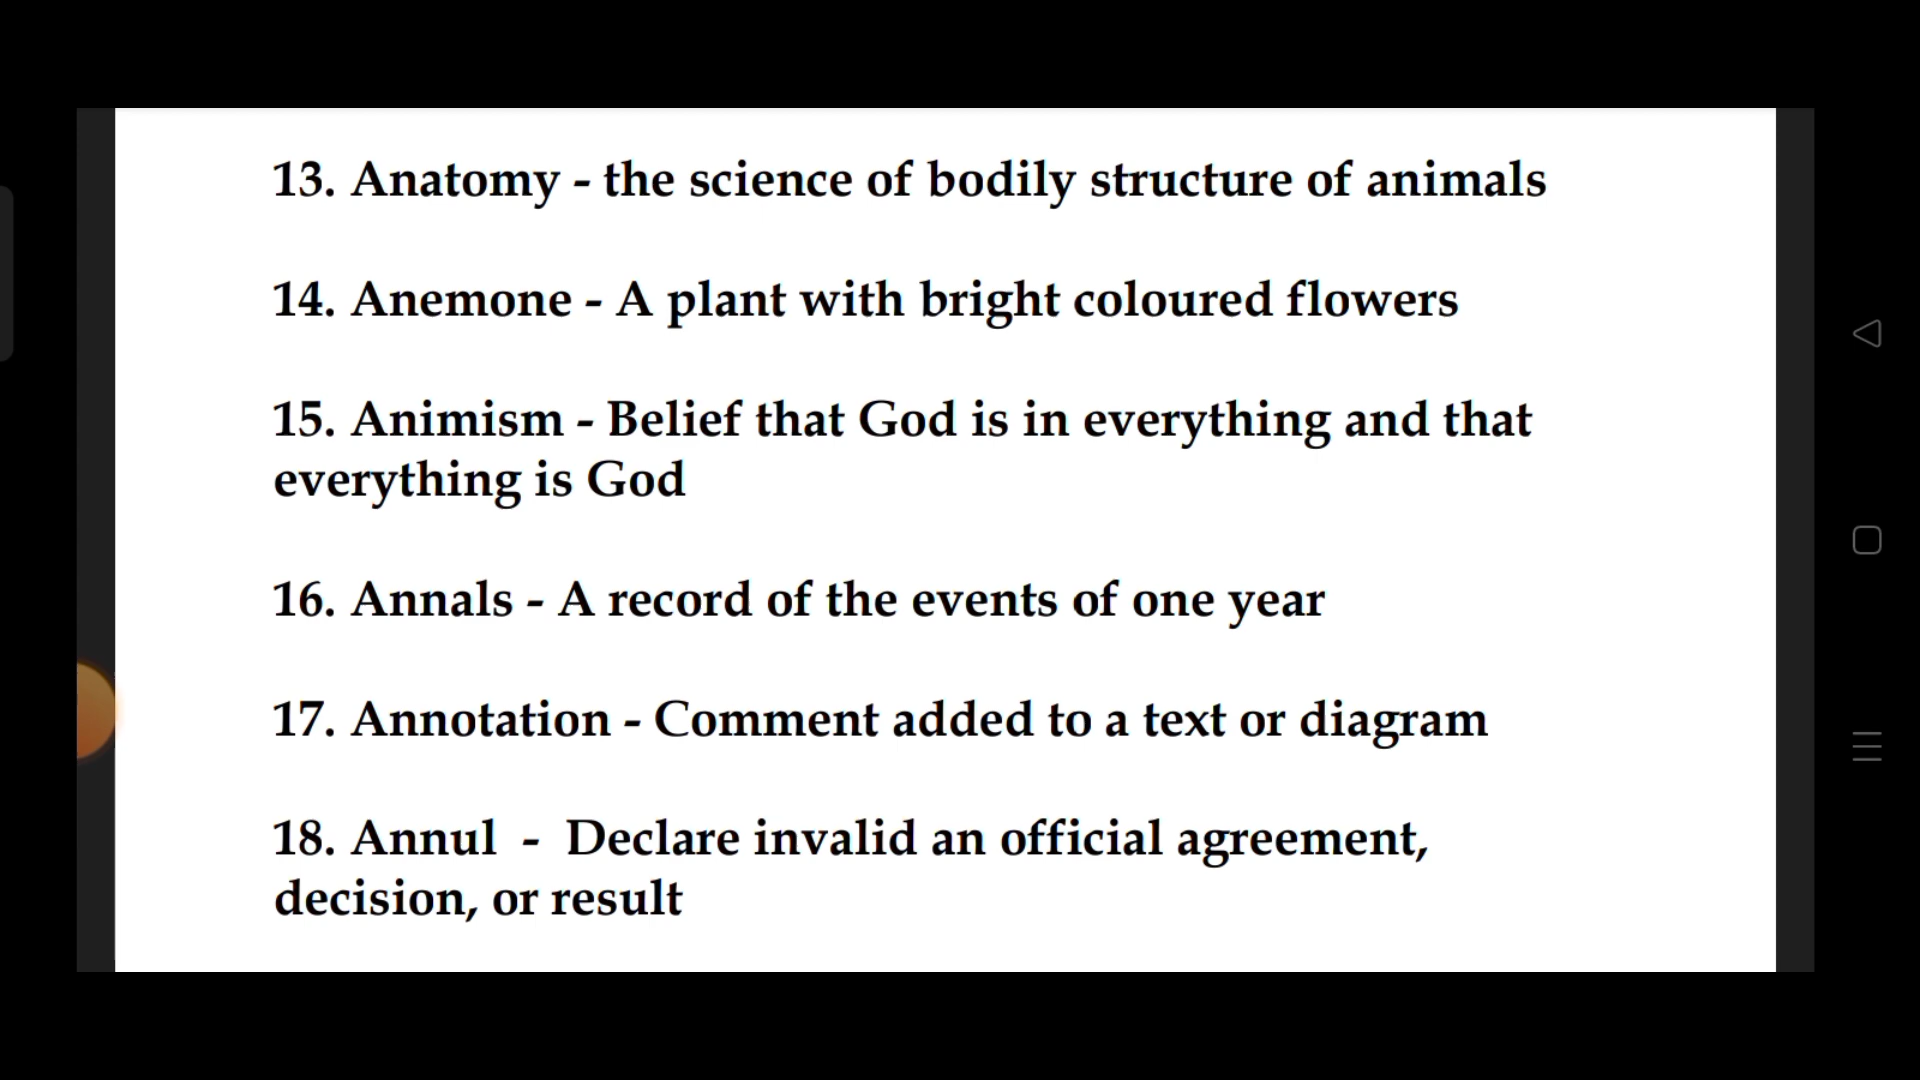 13. Anatomy - the science of bodily structure of animals
14. Anemone - A plant with bright coloured flowers
15. Animism - Belief that God is in everything and that
everything is God
16. Annals - A record of the events of one year
17. Annotation - Comment added to a text or diagram
18. Annul - Declare invalid an official agreement,
decision, or result